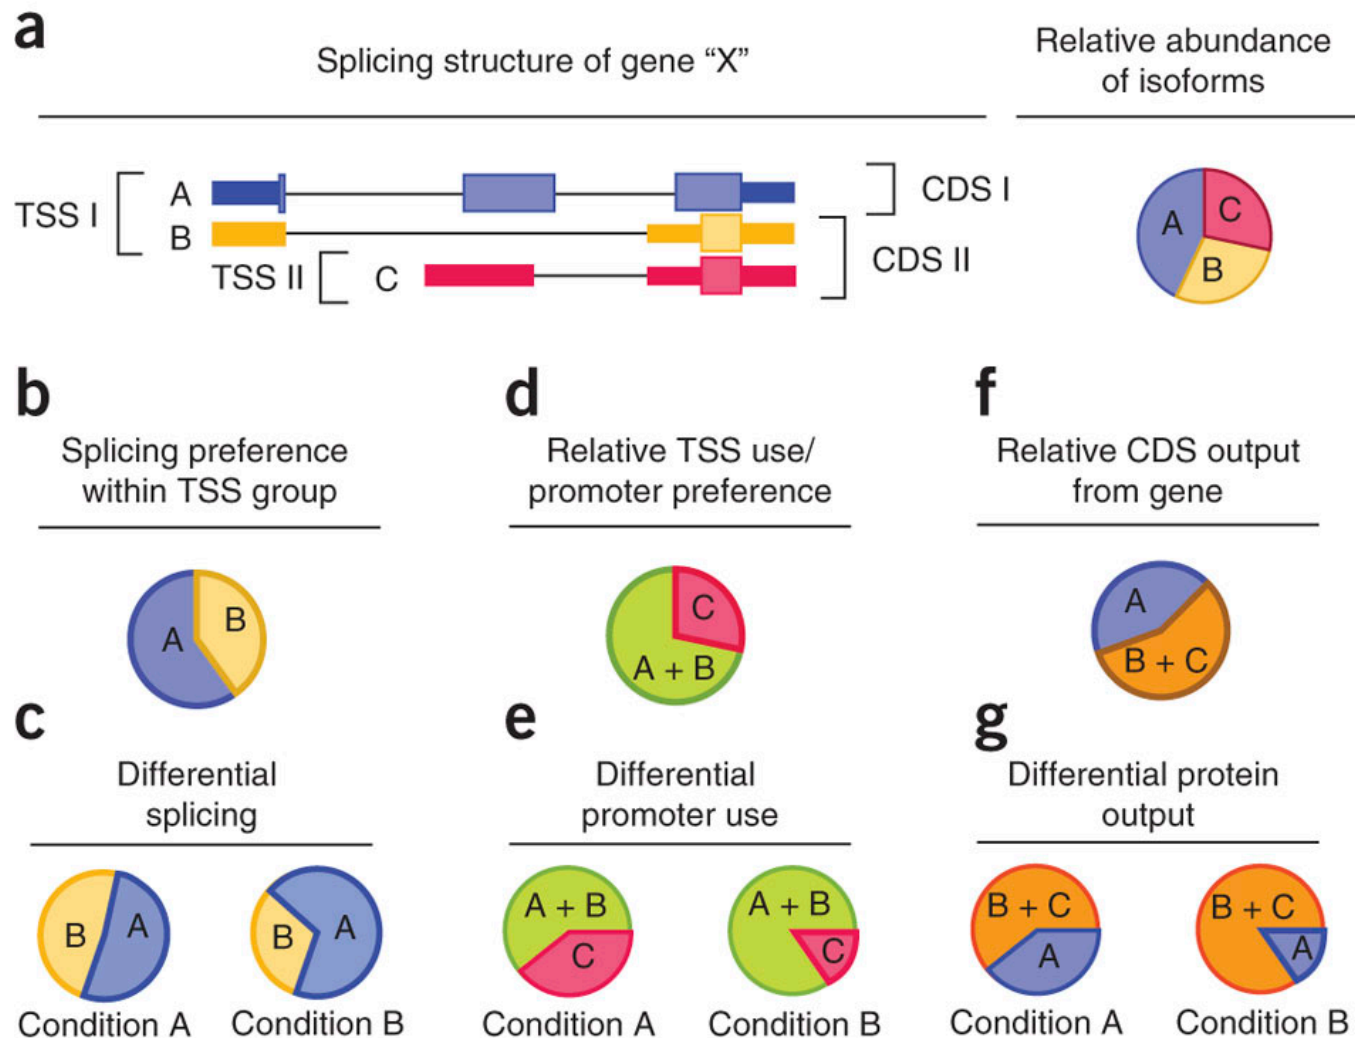 a
Splicing structure of gene “X”
Relative abundance
of isoforms
TSS I
A
B
TSS II
C
CDS I
CDS II
A
C
B
b
Splicing preference
within TSS group
A
B
d
Relative TSS use/
promoter preference
C
A + B
f
Relative CDS output
from gene
A
B + C
c
Differential
splicing
B
A
Condition A
B
A
Condition B
e
Differential
promoter use
A + B
C
Condition A
A + B
C
Condition B
g
Differential protein
output
B + C
A
Condition A
B + C
A
Condition B